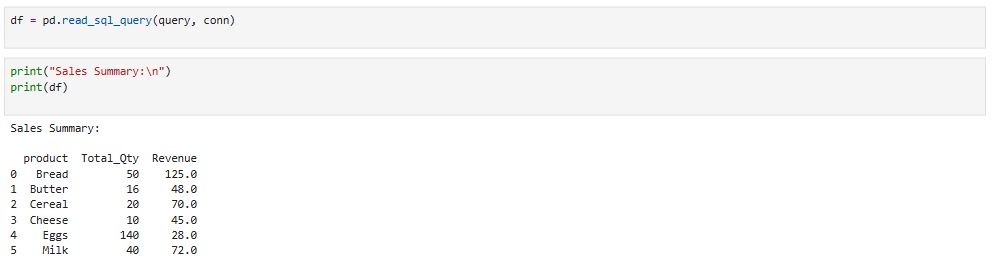 df = pd.read_sql_query(query, conn)
print("Sales Summary:\n")
print(df)
Sales Summary:
product Total_Qty Revenue
0 Bread 50 125.0
1 Butter 16 48.0
2 Cereal 20 70.0
3 Cheese 10 45.0
4 Eggs 140 28.0
5 Milk 40 72.0